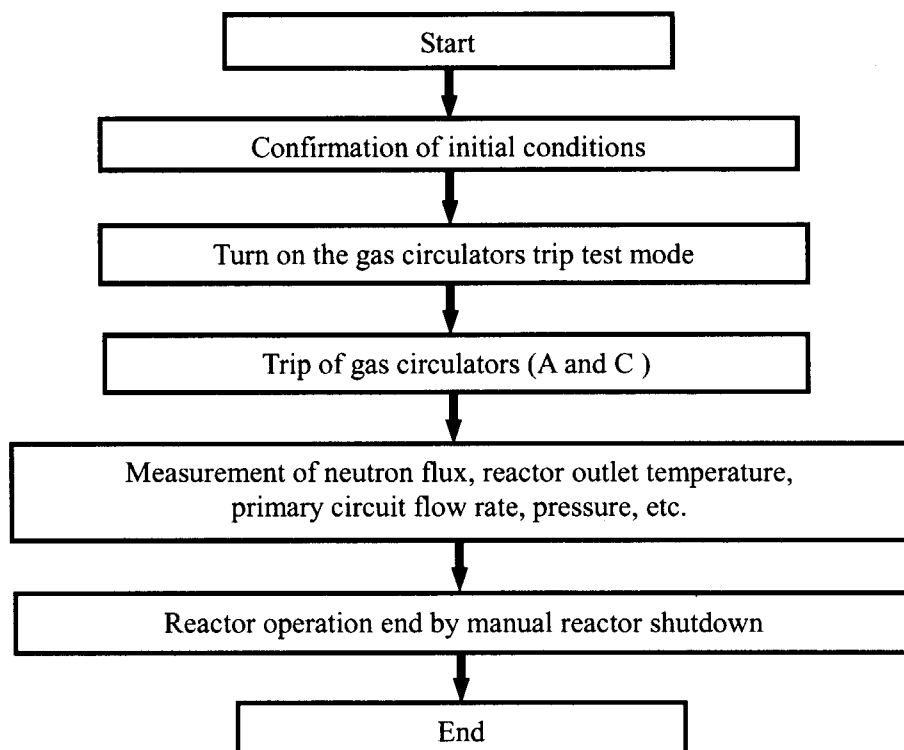 Start
Confirmation of initial conditions
Turn on the gas circulators trip test mode
Trip of gas circulators (A and C )
Measurement of neutron flux, reactor outlet temperature,
primary circuit flow rate, pressure, etc.
Reactor operation end by manual reactor shutdown
End